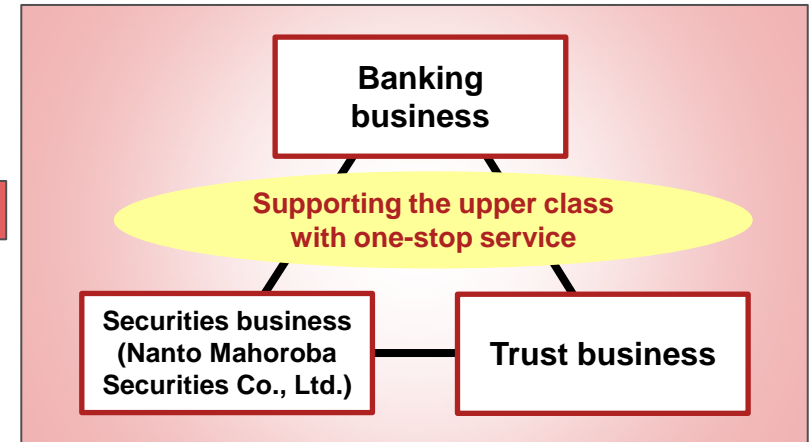 Banking
business
Supporting the upper class
with one-stop service
Securities business
(Nanto Mahoroba
Securities Co., Ltd.)
Trust business